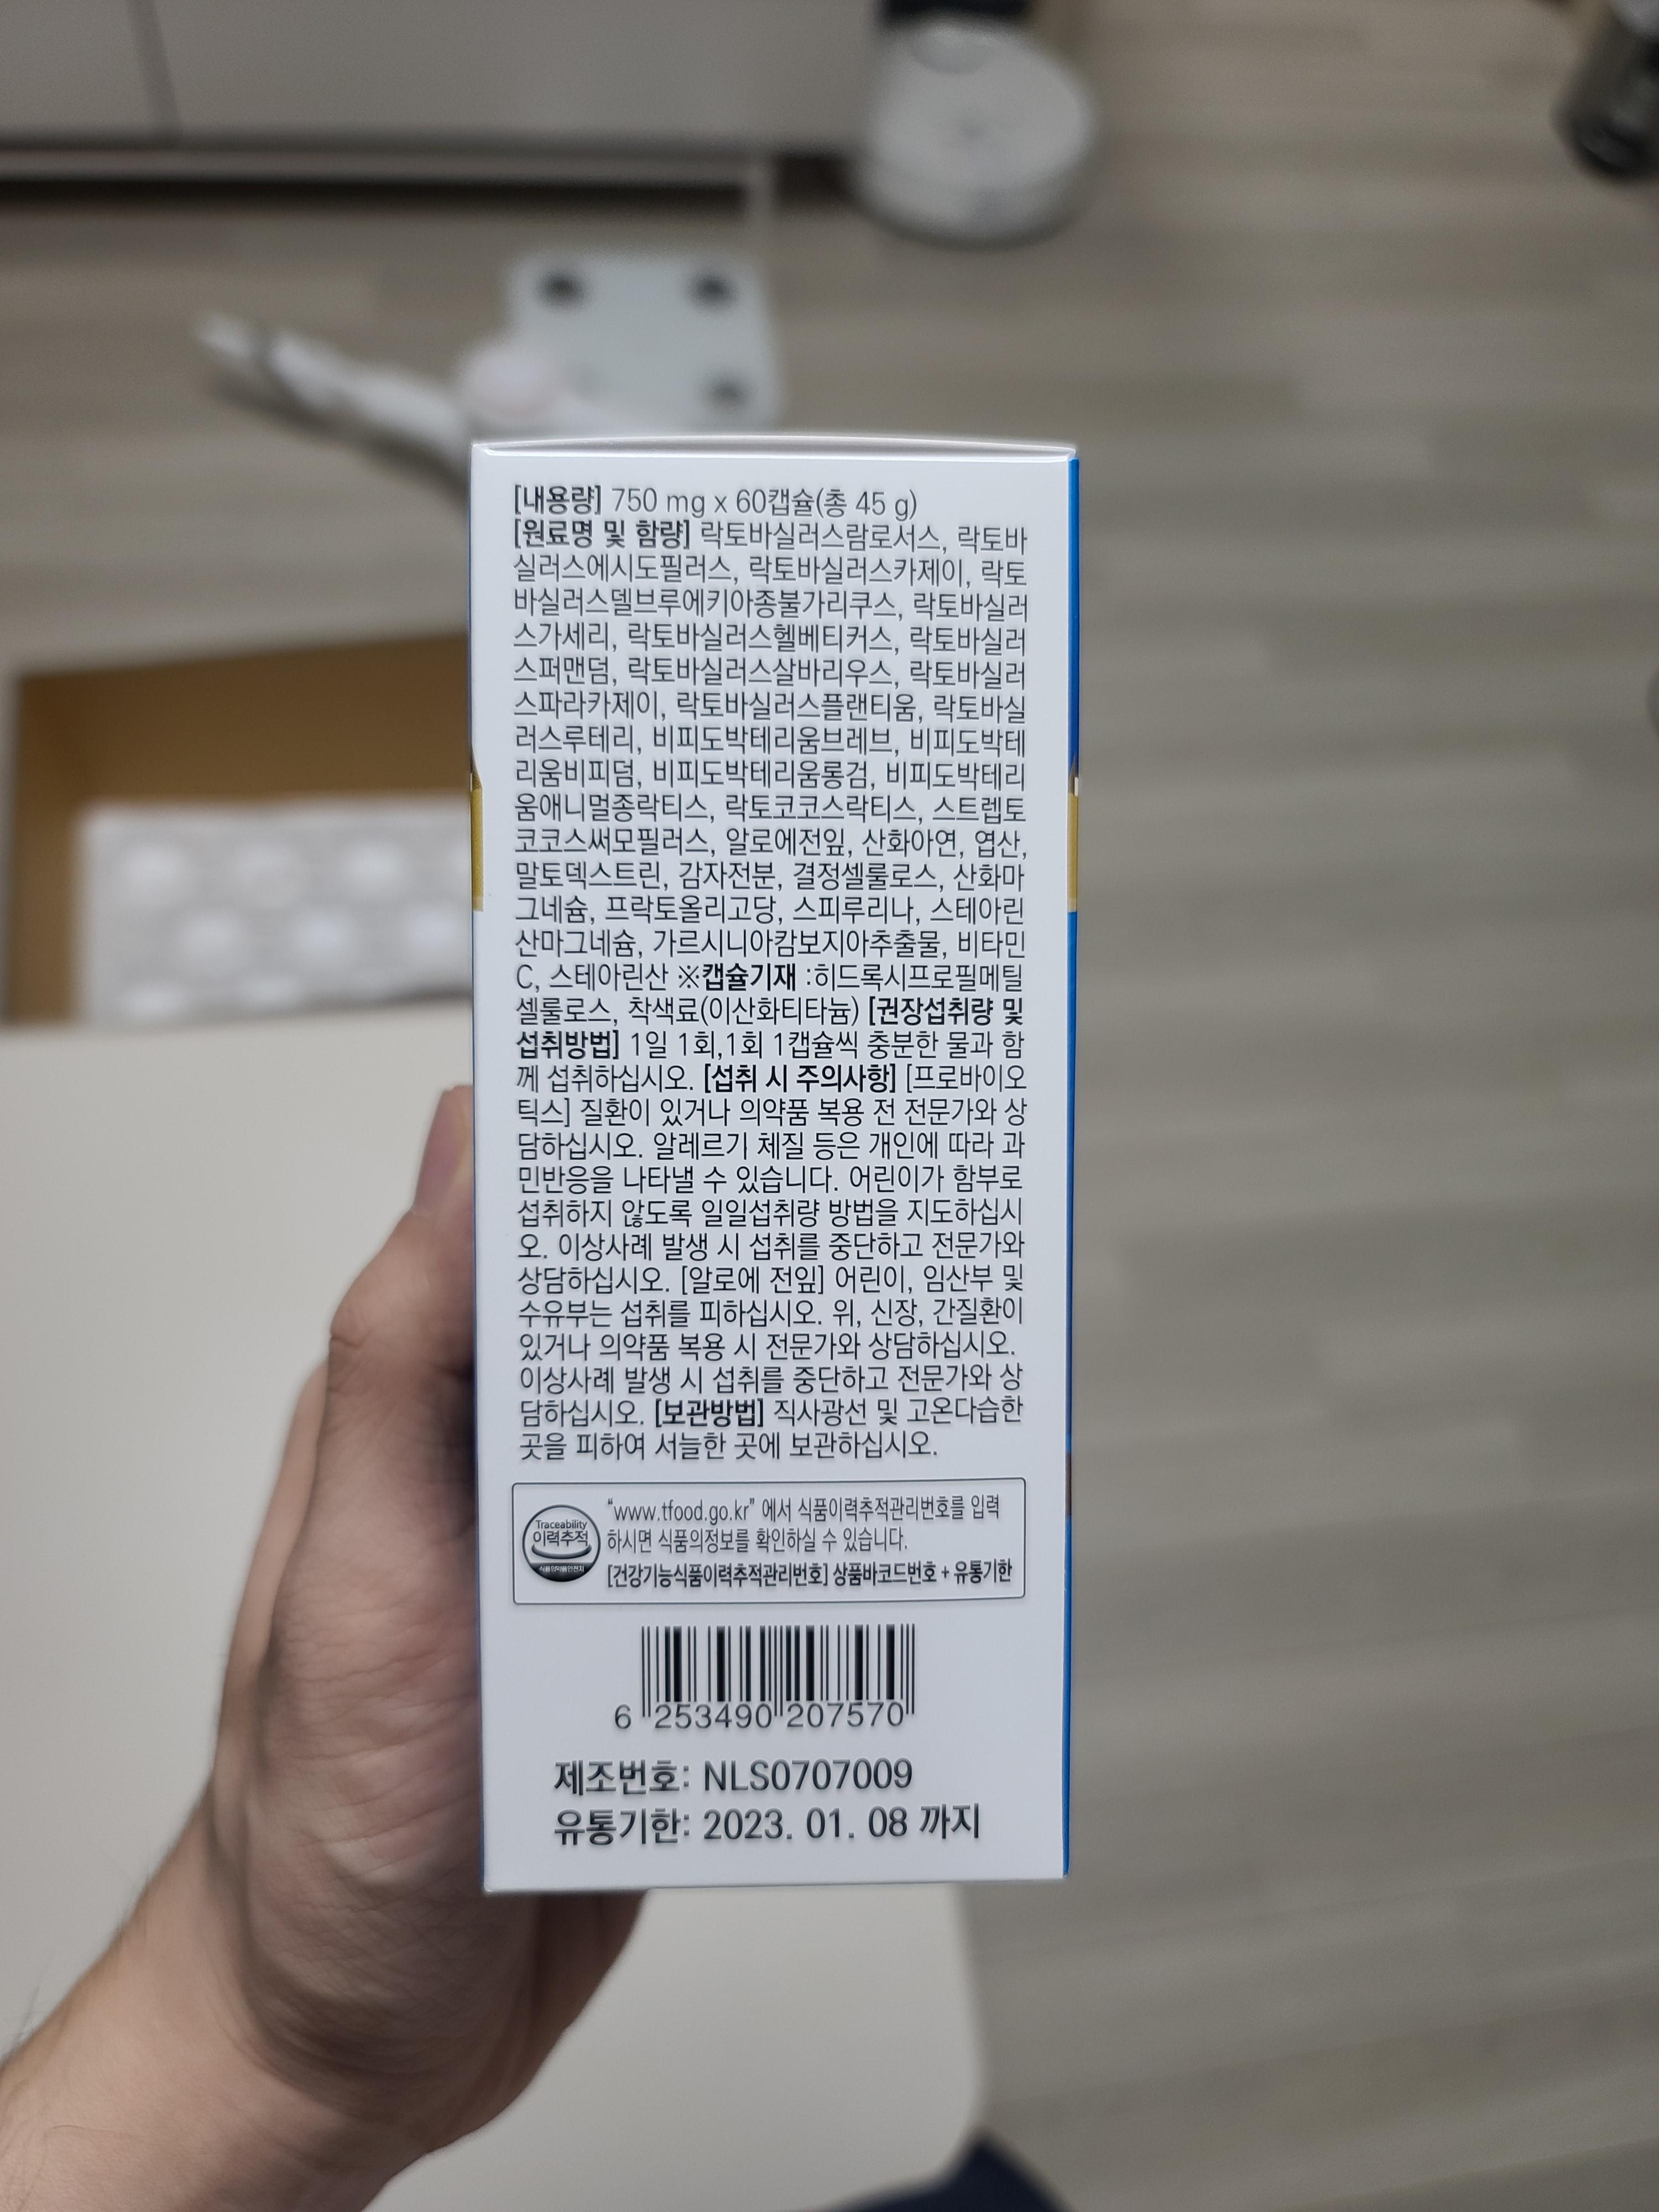 [내용량] 750 mg x 60캡슐(총 45 g)
[원료명 및 함량] 락토바실러스람로서스, 락토바
실러스에시도필러스, 락토바실러스카제이, 락토
바실러스델브루에키아종불가리쿠스, 락토바실러
스가세리, 락토바실러스헬베티커스, 락토바실러
스퍼맨덤, 락토바실러스살바리우스, 락토바실러
스파라카제이, 락토바실러스플랜티움, 락토바실
러스루테리, 비피도박테리움브레브, 비피도박테
리움비피덤, 비피도박테리움롱검, 비피도박테리
움애니멀종락티스, 락토코코스락티스, 스트렙토
코코스써모필러스, 알로에전잎, 산화아연, 엽산,
말토덱스트린, 감자전분, 결정셀룰로스, 산화마
그네슘, 프락토올리고당, 스피루리나, 스테아린
산마그네슘, 가르시니아캄보지아추출물, 비타민
C, 스테아린산 ※캡슐기재 :히드록시프로필메틸
셀룰로스, 착색료(이산화티타늄) [권장섭취량 및
섭취방법] 1일 1회,1회 1캡슐씩 충분한 물과 함
께 섭취하십시오. [섭취 시 주의사항] [프로바이오
틱스] 질환이 있거나 의약품 복용 전 전문가와 상
담하십시오. 알레르기 체질 등은 개인에 따라 과
민반응을 나타낼 수 있습니다. 어린이가 함부로
섭취하지 않도록 일일섭취량 방법을 지도하십시
오. 이상사례 발생 시 섭취를 중단하고 전문가와
상담하십시오. [알로에 전잎] 어린이, 임산부 및
수유부는 섭취를 피하십시오. 위, 신장, 간질환이
있거나 의약품 복용 시 전문가와 상담하십시오.
이상사례 발생 시 섭취를 중단하고 전문가와 상
담하십시오. [보관방법] 직사광선 및 고온다습한
곳을 피하여 서늘한 곳에 보관하십시오.
Traceability
이력추적
식품의약품안전처
“www.tfood.go.kr” 에서 식품이력추적관리번호를 입력
하시면 식품의정보를 확인하실 수 있습니다.
[건강기능식품이력추적관리번호] 상품바코드번호 + 유통기한
6 253490 207570
제조번호: NLS0707009
유통기한: 2023. 01. 08 까지